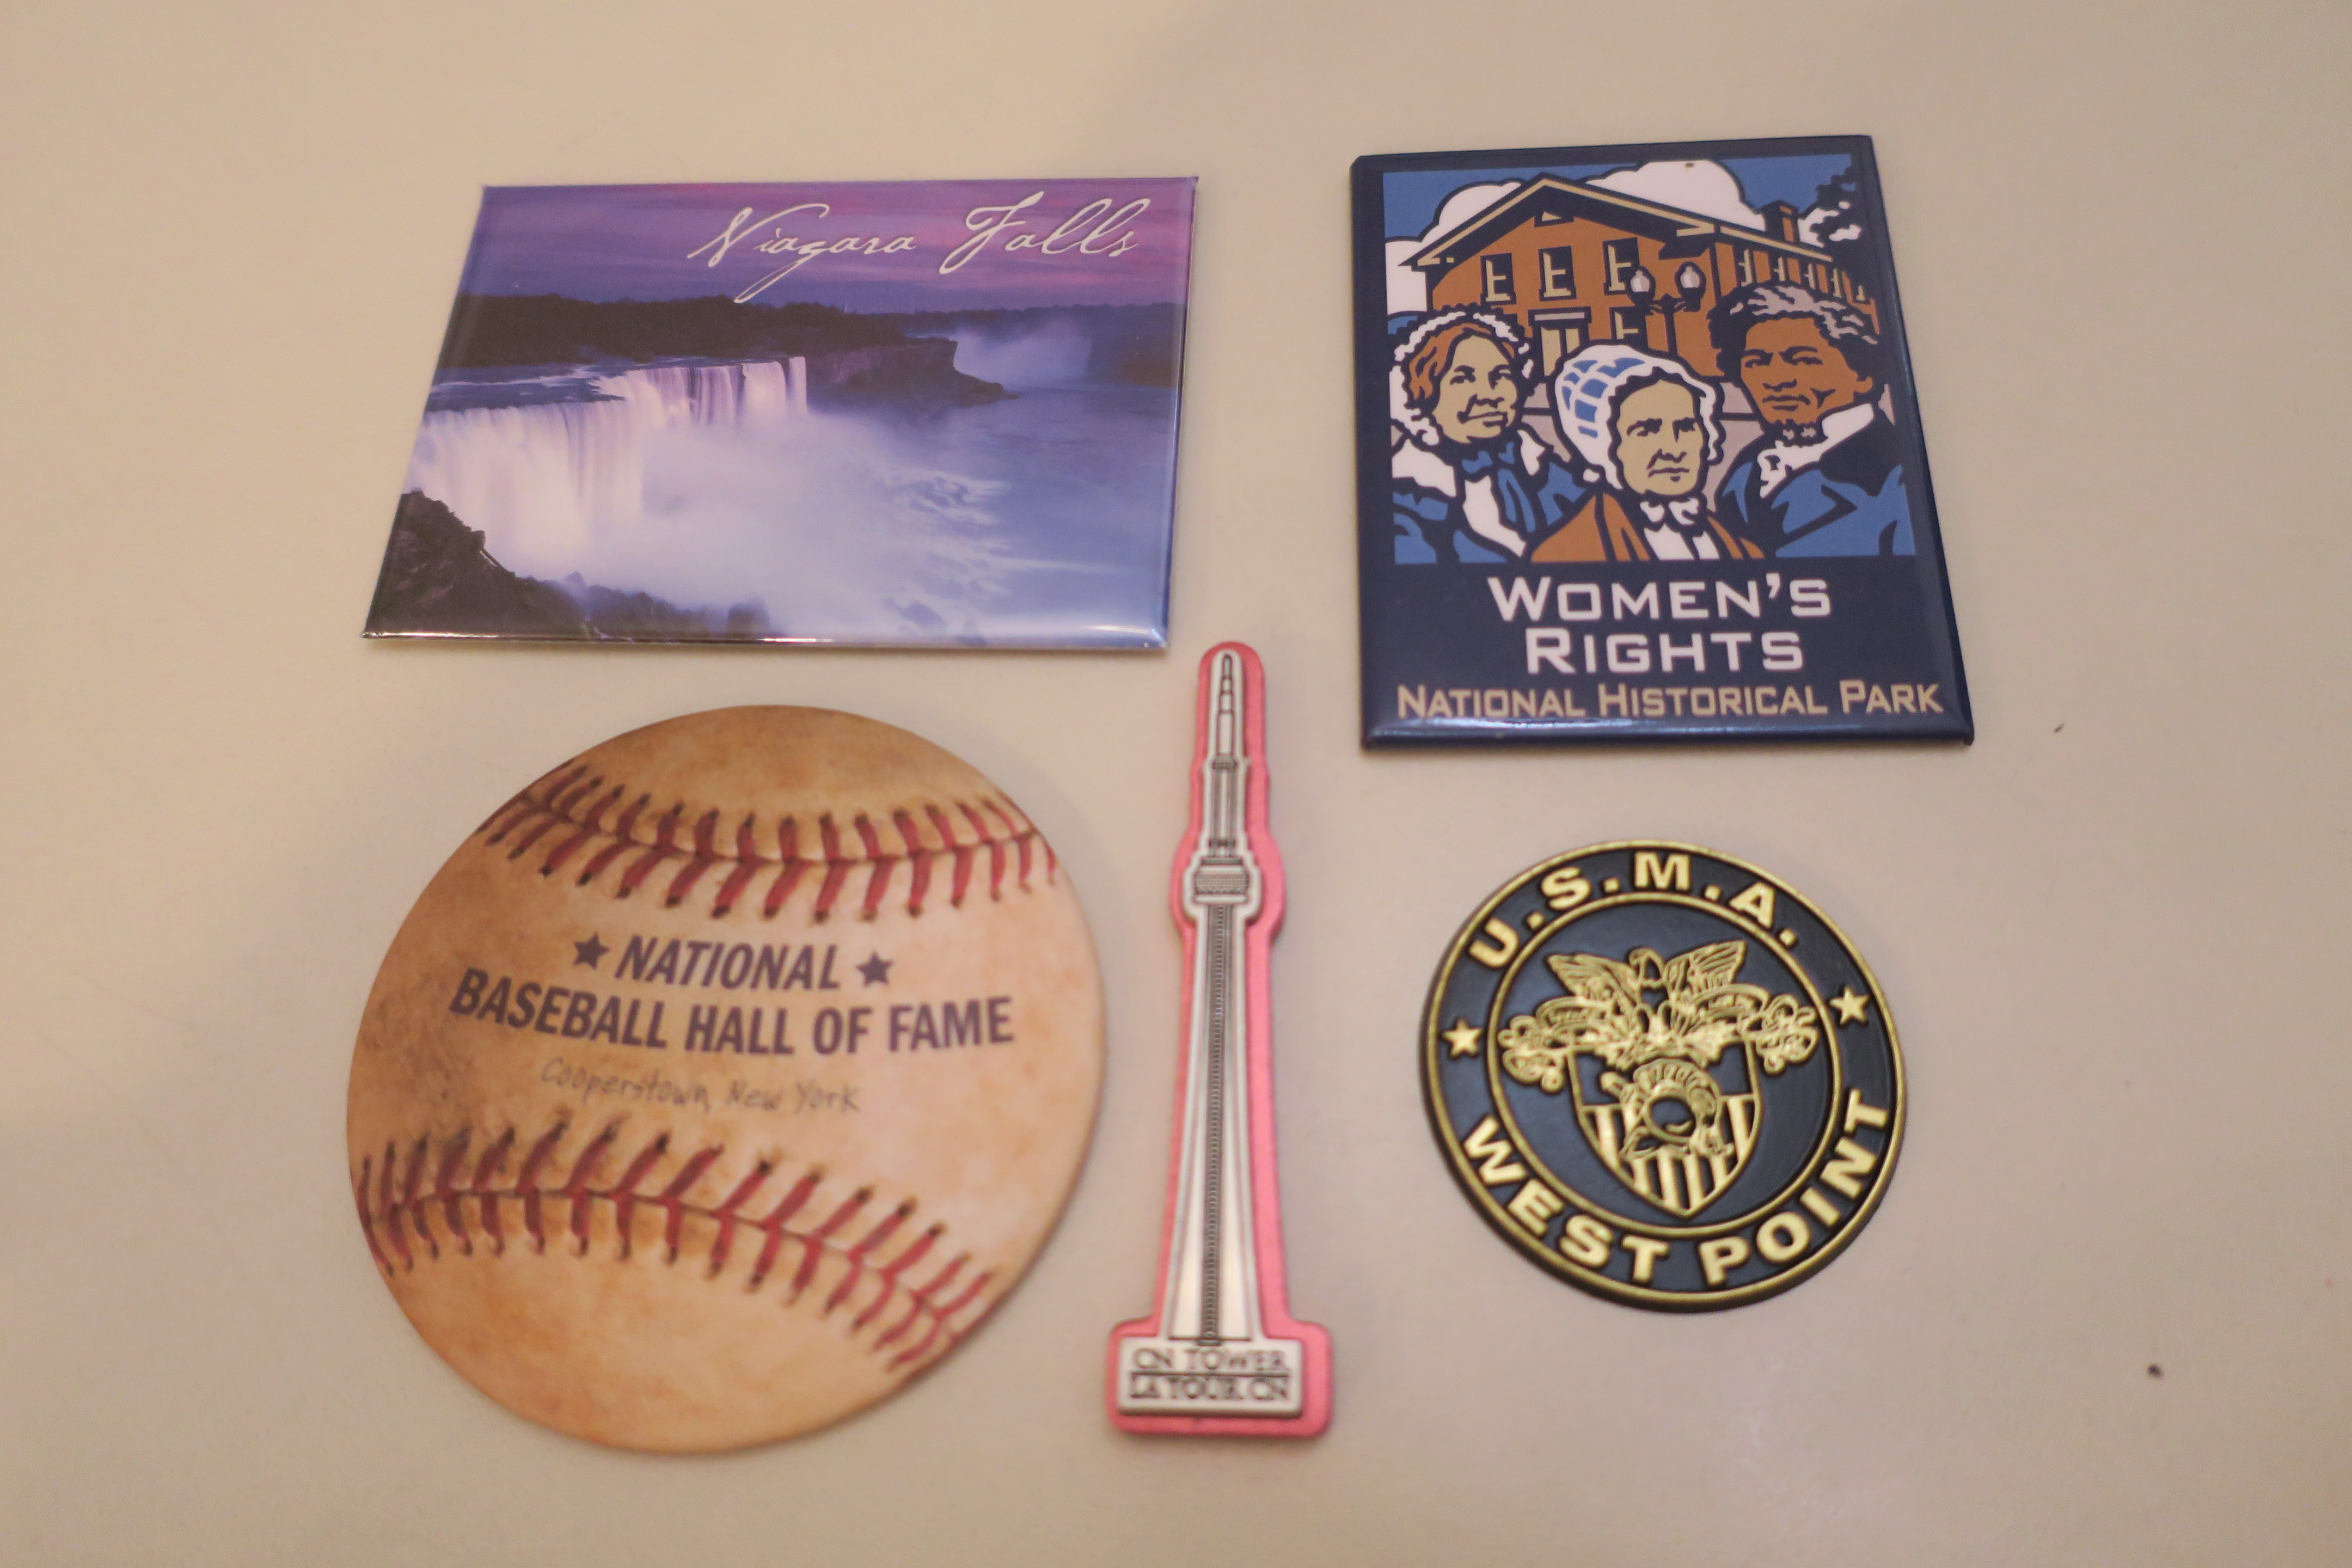 Niagara Falls
WOMEN'S
RIGHTS
NATIONAL HISTORICAL PARK
★ NATIONAL ★
BASEBALL HALL OF FAME
Cooperstown, New York
CN TOWER
LA TOUR CN
U.S.M.A.
WEST POINT